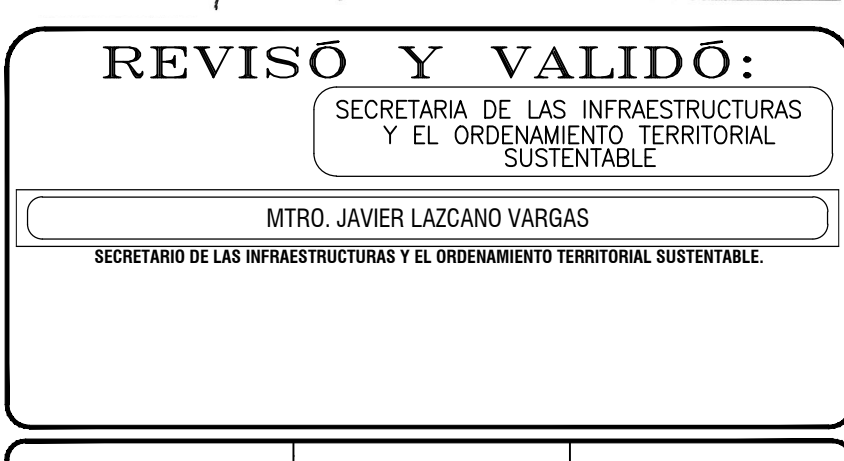 REVISÓ Y VALIDÓ:
SECRETARIA DE LAS INFRAESTRUCTURAS
Y EL ORDENAMIENTO TERRITORIAL
SUSTENTABLE
MTRO. JAVIER LAZCANO VARGAS
SECRETARIO DE LAS INFRAESTRUCTURAS Y EL ORDENAMIENTO TERRITORIAL SUSTENTABLE.